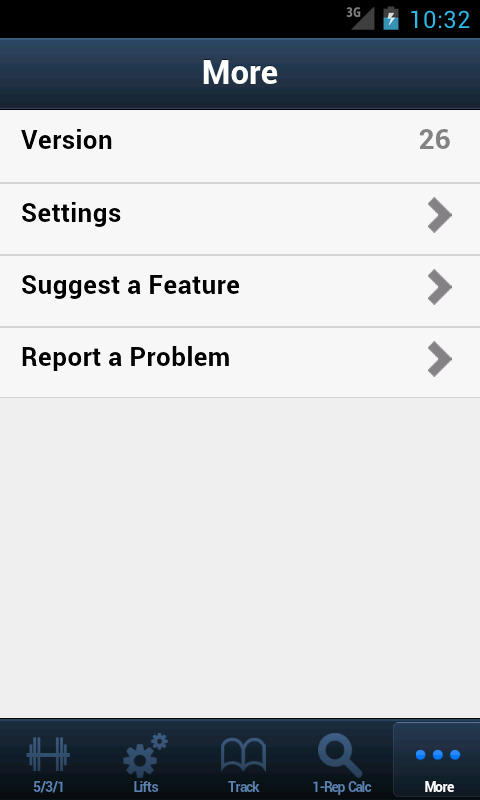 3G 10:32
More
Version 26
Settings
Suggest a Feature
Report a Problem
5/3/1 Lifts Track 1-Rep Calc More